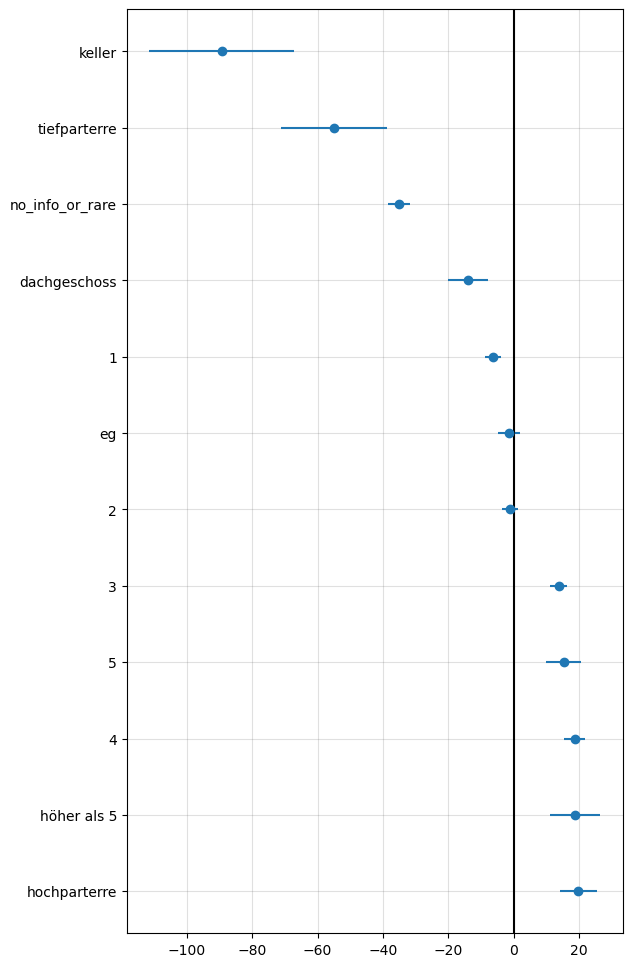 keller
tiefparterre
no_info_or_rare
dachgeschoss
1
eg
2
3
5
4
höher als 5
hochparterre
−100 −80 −60 −40 −20 0 20